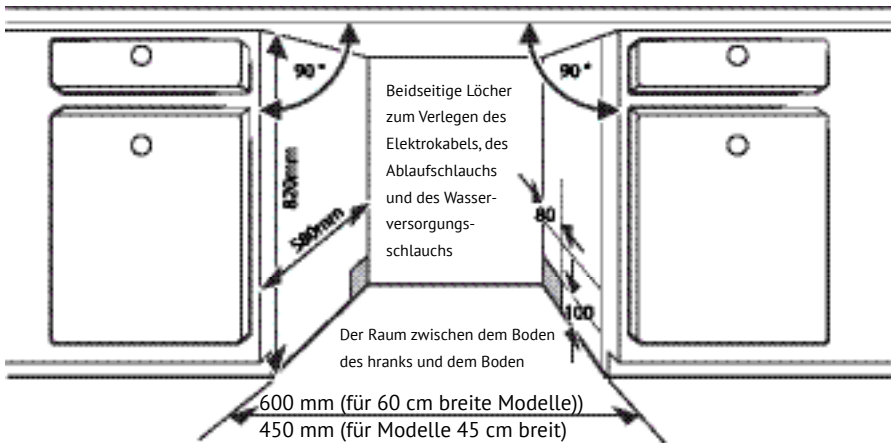 90°
90°
Beidseitige Löcher
zum Verlegen des
Elektrokabels, des
Ablaufschlauchs
und des Wasser-
versorgungs-
schlauchs
820mm
580mm
80
100
Der Raum zwischen dem Boden
des hranks und dem Boden
600 mm (für 60 cm breite Modelle))
450 mm (für Modelle 45 cm breit)